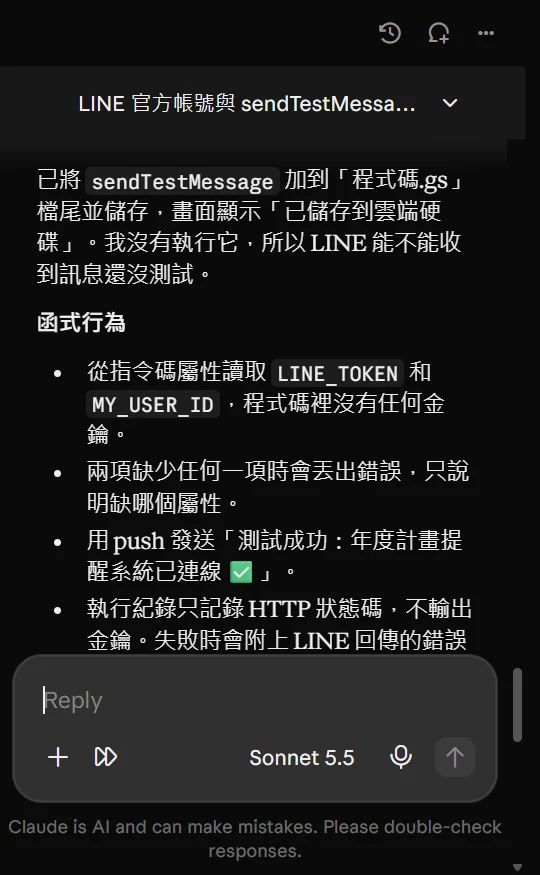 LINE 官方帳號與 sendTestMessa...
已將 sendTestMessage 加到「程式碼.gs」
檔尾並儲存，畫面顯示「已儲存到雲端硬
碟」。我沒有執行它，所以 LINE 能不能收
到訊息還沒測試。
函式行為
• 從指令碼屬性讀取 LINE_TOKEN 和
MY_USER_ID，程式碼裡沒有任何金
鑰。
• 兩項缺少任何一項時會丟出錯誤，只說
明缺哪個屬性。
• 用 push 發送「測試成功：年度計畫提
醒系統已連線 ✅」。
• 執行紀錄只記錄 HTTP 狀態碼，不輸出
金鑰。失敗時會附上 LINE 回傳的錯誤
Reply
Sonnet 5.5
Claude is AI and can make mistakes. Please double-check
responses.